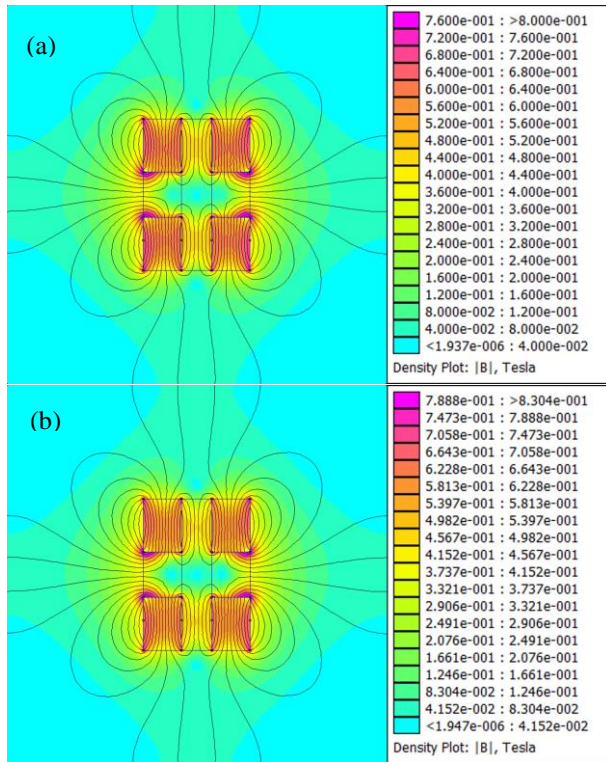 (a)
7.600e-001 : >8.000e-001
7.200e-001 : 7.600e-001
6.800e-001 : 7.200e-001
6.400e-001 : 6.800e-001
6.000e-001 : 6.400e-001
5.600e-001 : 6.000e-001
5.200e-001 : 5.600e-001
4.800e-001 : 5.200e-001
4.400e-001 : 4.800e-001
4.000e-001 : 4.400e-001
3.600e-001 : 4.000e-001
3.200e-001 : 3.600e-001
2.800e-001 : 3.200e-001
2.400e-001 : 2.800e-001
2.000e-001 : 2.400e-001
1.600e-001 : 2.000e-001
1.200e-001 : 1.600e-001
8.000e-002 : 1.200e-001
4.000e-002 : 8.000e-002
<1.937e-006 : 4.000e-002
Density Plot: |B|, Tesla
(b)
7.888e-001 : >8.304e-001
7.473e-001 : 7.888e-001
7.058e-001 : 7.473e-001
6.643e-001 : 7.058e-001
6.228e-001 : 6.643e-001
5.813e-001 : 6.228e-001
5.397e-001 : 5.813e-001
4.982e-001 : 5.397e-001
4.567e-001 : 4.982e-001
4.152e-001 : 4.567e-001
3.737e-001 : 4.152e-001
3.321e-001 : 3.737e-001
2.906e-001 : 3.321e-001
2.491e-001 : 2.906e-001
2.076e-001 : 2.491e-001
1.661e-001 : 2.076e-001
1.246e-001 : 1.661e-001
8.304e-002 : 1.246e-001
4.152e-002 : 8.304e-002
<1.947e-006 : 4.152e-002
Density Plot: |B|, Tesla